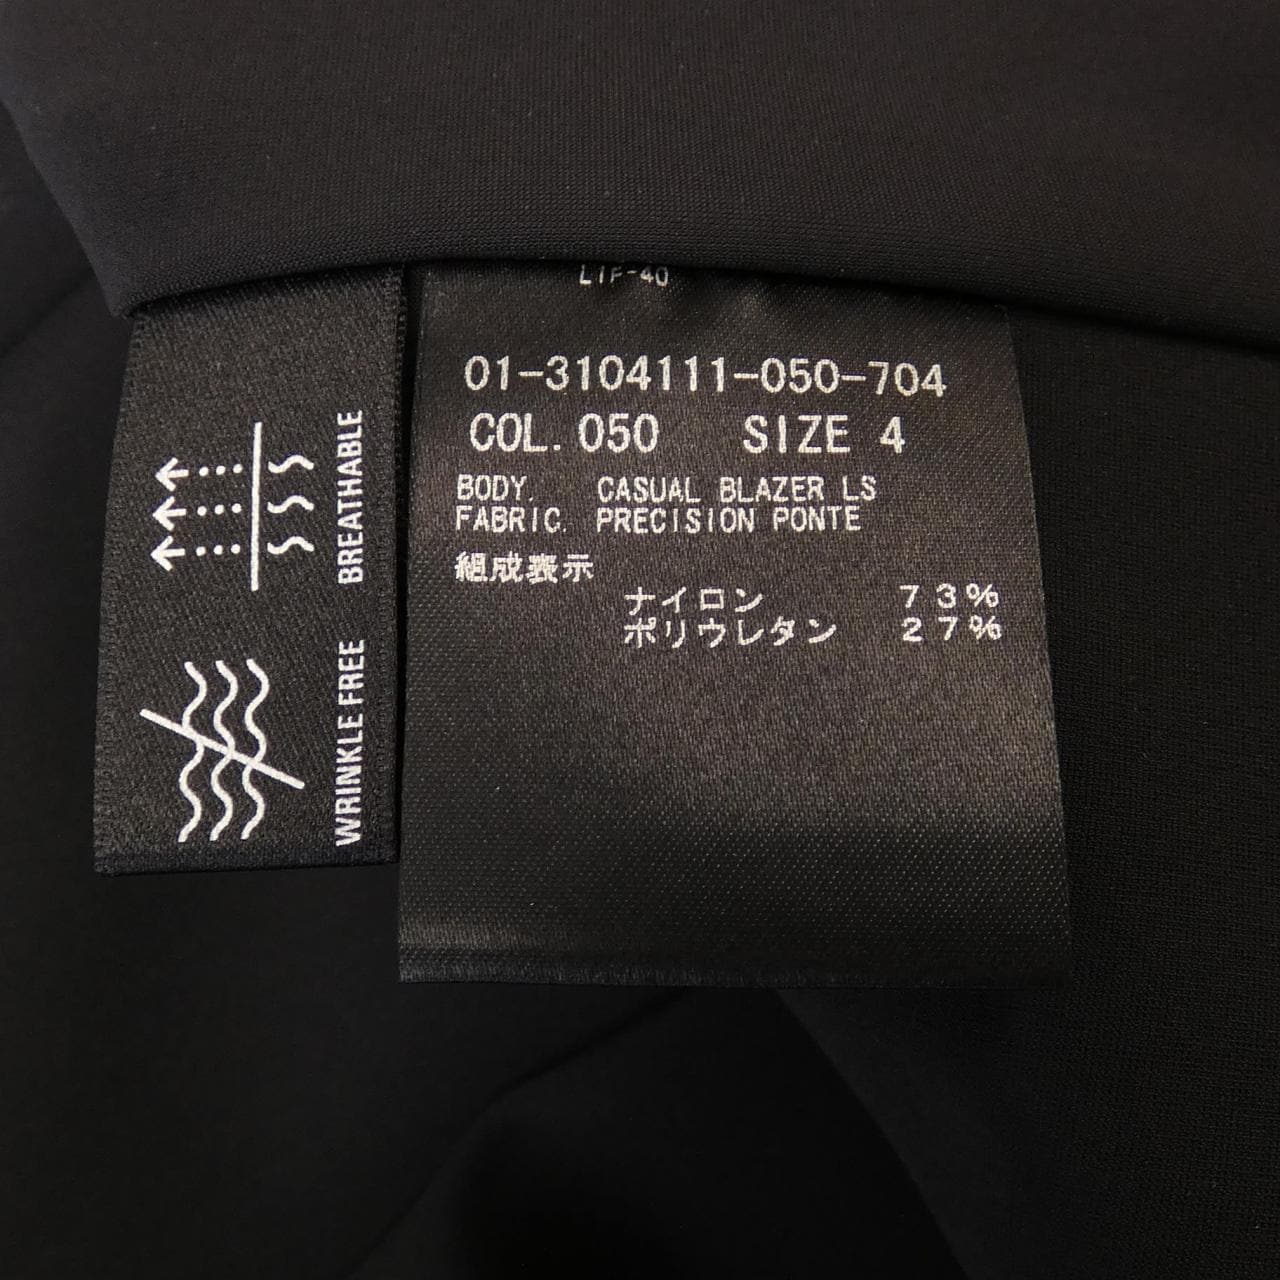 LIF-40
01-3104111-050-704
COL. 050 SIZE 4
BODY. CASUAL BLAZER LS
FABRIC. PRECISION PONTE
組成表示
ナイロン 73%
ポリウレタン 27%
BREATHABLE
WRINKLE FREE